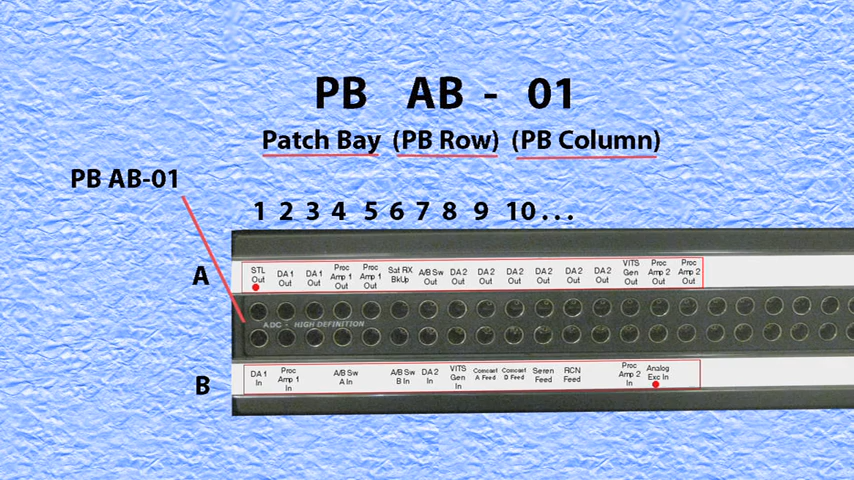 PB AB - 01
Patch Bay (PB Row) (PB Column)
PB AB-01
1 2 3 4 5 6 7 8 9 10...
A
STL Out
DA 1 Out
DA 1 Out
Proc Amp 1 Out
Proc Amp 1 Out
Sat RX BkUp
A/B Sw Out
DA 2 Out
DA 2 Out
DA 2 Out
DA 2 Out
DA 2 Out
DA 2 Out
VITS Gen Out
Proc Amp 2 Out
Proc Amp 2 Out
ADC - HIGH DEFINITION
B
DA 1 In
Proc Amp 1 In
A/B Sw A In
A/B Sw B In
DA 2 In
VITS Gen In
Comcast A Feed
Comcast D Feed
Seren Feed
RCN Feed
Proc Amp 2 In
Analog Exc In